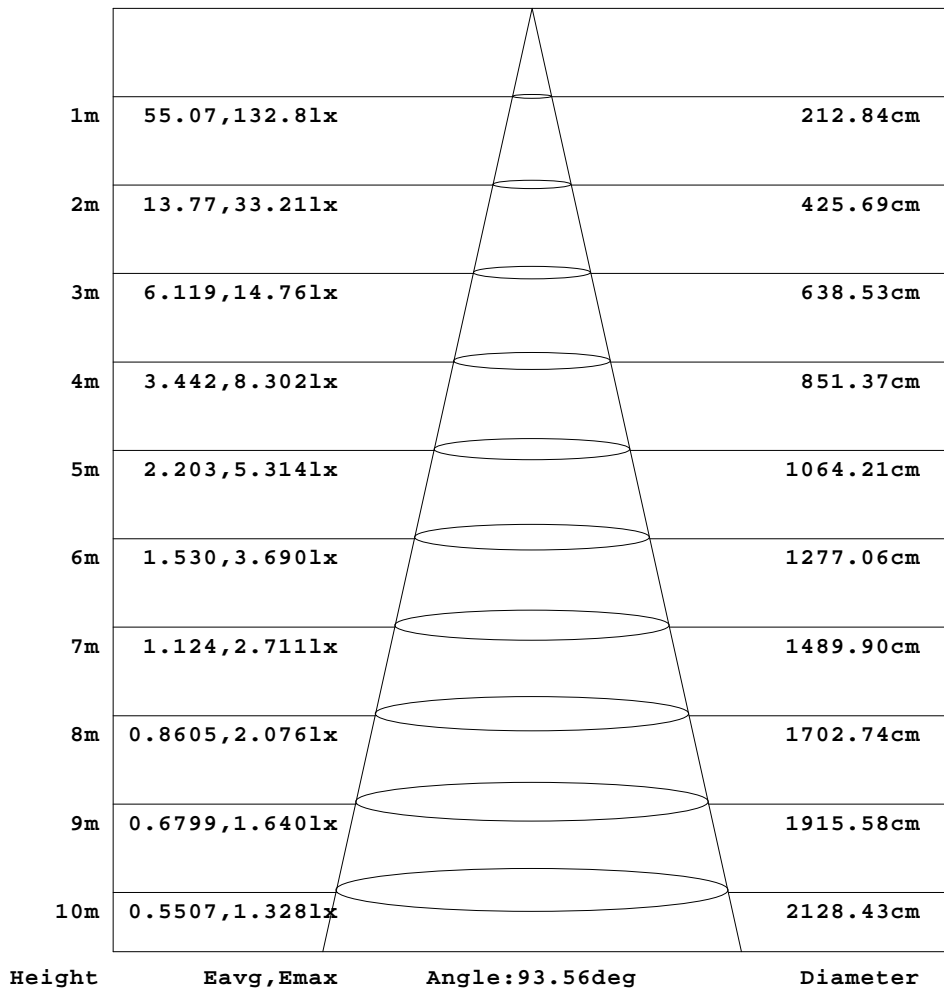 1m 55.07,132.8lx 212.84cm
2m 13.77,33.21lx 425.69cm
3m 6.119,14.76lx 638.53cm
4m 3.442,8.302lx 851.37cm
5m 2.203,5.314lx 1064.21cm
6m 1.530,3.690lx 1277.06cm
7m 1.124,2.711lx 1489.90cm
8m 0.8605,2.076lx 1702.74cm
9m 0.6799,1.640lx 1915.58cm
10m 0.5507,1.328lx 2128.43cm
Height Eavg,Emax Angle:93.56deg Diameter